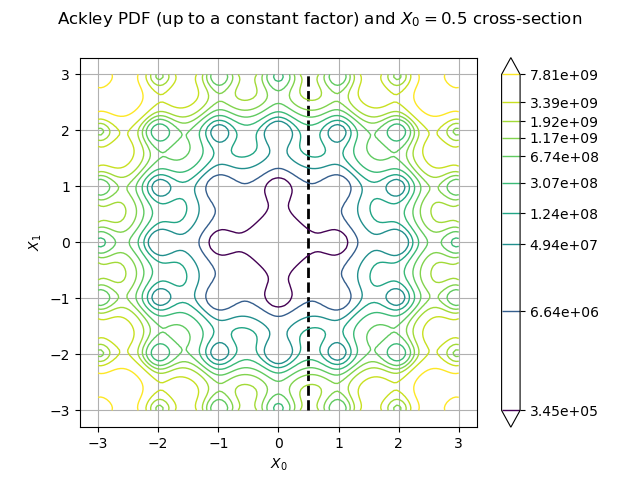 Ackley PDF (up to a constant factor) and X₀ = 0.5 cross-section
3
2
1
0
−1
−2
−3
X₁
−3 −2 −1 0 1 2 3
X₀
7.81e+09
3.39e+09
1.92e+09
1.17e+09
6.74e+08
3.07e+08
1.24e+08
4.94e+07
6.64e+06
3.45e+05